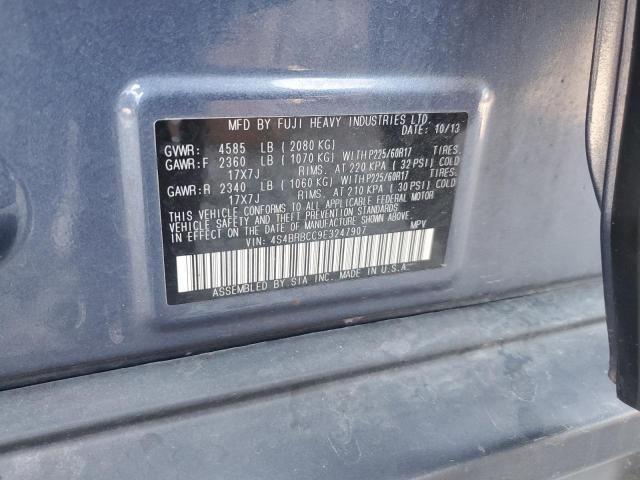 MFD BY FUJI HEAVY INDUSTRIES LTD.
DATE: 10/13
GVWR: 4585 LB ( 2080 KG)
GAWR:F 2360 LB ( 1070 KG) WITH P225/60R17 TIRES,
17X7J RIMS, AT 220 KPA ( 32 PSI) COLD
GAWR:R 2340 LB ( 1060 KG) WITH P225/60R17 TIRES,
17X7J RIMS, AT 210 KPA ( 30 PSI) COLD
THIS VEHICLE CONFORMS TO ALL APPLICABLE FEDERAL MOTOR
VEHICLE SAFETY AND THEFT PREVENTION STANDARDS
IN EFFECT ON THE DATE OF MANUFACTURE SHOWN ABOVE.
VIN: 4S4BRBCC9E3247907 MPV
ASSEMBLED BY SIA INC. MADE IN U.S.A.